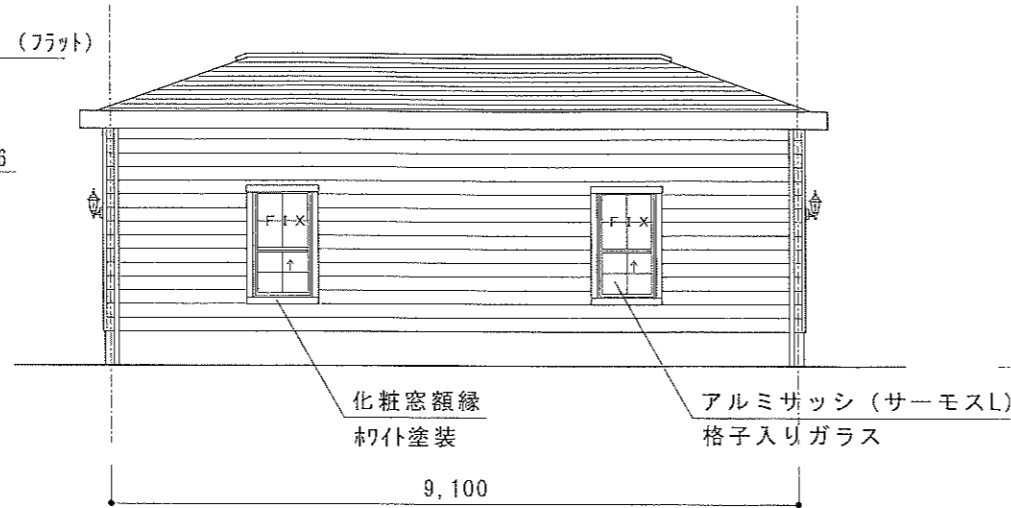 (フラット)
6
FIX
FIX
化粧窓額縁
ホワイト塗装
アルミサッシ (サーモスL)
格子入りガラス
9,100